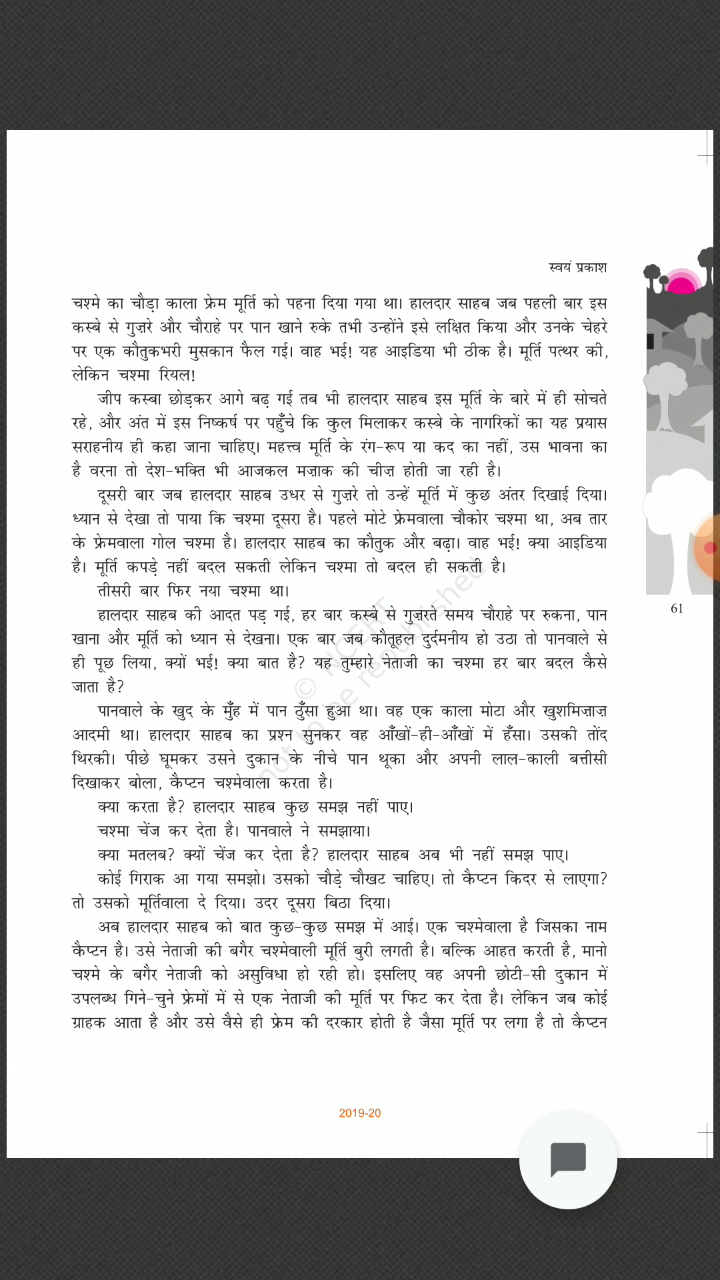 स्वयं प्रकाश
चश्मे का चौड़ा काला फ्रेम मूर्ति को पहना दिया गया था। हालदार साहब जब पहली बार इस
कस्बे से गुज़रे और चौराहे पर पान खाने रुके तभी उन्होंने इसे लक्षित किया और उनके चेहरे
पर एक कौतुकभरी मुसकान फैल गई। वाह भई! यह आइडिया भी ठीक है। मूर्ति पत्थर की,
लेकिन चश्मा रियल!
जीप कस्बा छोड़कर आगे बढ़ गई तब भी हालदार साहब इस मूर्ति के बारे में ही सोचते
रहे, और अंत में इस निष्कर्ष पर पहुँचे कि कुल मिलाकर कस्बे के नागरिकों का यह प्रयास
सराहनीय ही कहा जाना चाहिए। महत्त्व मूर्ति के रंग-रूप या कद का नहीं, उस भावना का
है वरना तो देश-भक्ति भी आजकल मज़ाक की चीज़ होती जा रही है।
दूसरी बार जब हालदार साहब उधर से गुज़रे तो उन्हें मूर्ति में कुछ अंतर दिखाई दिया।
ध्यान से देखा तो पाया कि चश्मा दूसरा है। पहले मोटे फ्रेमवाला चौकोर चश्मा था, अब तार
के फ्रेमवाला गोल चश्मा है। हालदार साहब का कौतुक और बढ़ा। वाह भई! क्या आइडिया
है। मूर्ति कपड़े नहीं बदल सकती लेकिन चश्मा तो बदल ही सकती है।
तीसरी बार फिर नया चश्मा था।
हालदार साहब की आदत पड़ गई, हर बार कस्बे से गुज़रते समय चौराहे पर रुकना, पान
खाना और मूर्ति को ध्यान से देखना। एक बार जब कौतूहल दुर्दमनीय हो उठा तो पानवाले से
ही पूछ लिया, क्यों भई! क्या बात है? यह तुम्हारे नेताजी का चश्मा हर बार बदल कैसे
जाता है?
पानवाले के खुद के मुँह में पान ठुँसा हुआ था। वह एक काला मोटा और खुशमिज़ाज़
आदमी था। हालदार साहब का प्रश्न सुनकर वह आँखों-ही-आँखों में हँसा। उसकी तोंद
थिरकी। पीछे घूमकर उसने दुकान के नीचे पान थूका और अपनी लाल-काली बत्तीसी
दिखाकर बोला, कैप्टन चश्मेवाला करता है।
क्या करता है? हालदार साहब कुछ समझ नहीं पाए।
चश्मा चेंज कर देता है। पानवाले ने समझाया।
क्या मतलब? क्यों चेंज कर देता है? हालदार साहब अब भी नहीं समझ पाए।
कोई गिराक आ गया समझो। उसको चौड़े चौखट चाहिए। तो कैप्टन किदर से लाएगा?
तो उसको मूर्तिवाला दे दिया। उदर दूसरा बिठा दिया।
अब हालदार साहब को बात कुछ-कुछ समझ में आई। एक चश्मेवाला है जिसका नाम
कैप्टन है। उसे नेताजी की बगैर चश्मेवाली मूर्ति बुरी लगती है। बल्कि आहत करती है, मानो
चश्मे के बगैर नेताजी को असुविधा हो रही हो। इसलिए वह अपनी छोटी-सी दुकान में
उपलब्ध गिने-चुने फ्रेमों में से एक नेताजी की मूर्ति पर फिट कर देता है। लेकिन जब कोई
ग्राहक आता है और उसे वैसे ही फ्रेम की दरकार होती है जैसा मूर्ति पर लगा है तो कैप्टन
61
© NCERT
not to be republished
2019-20